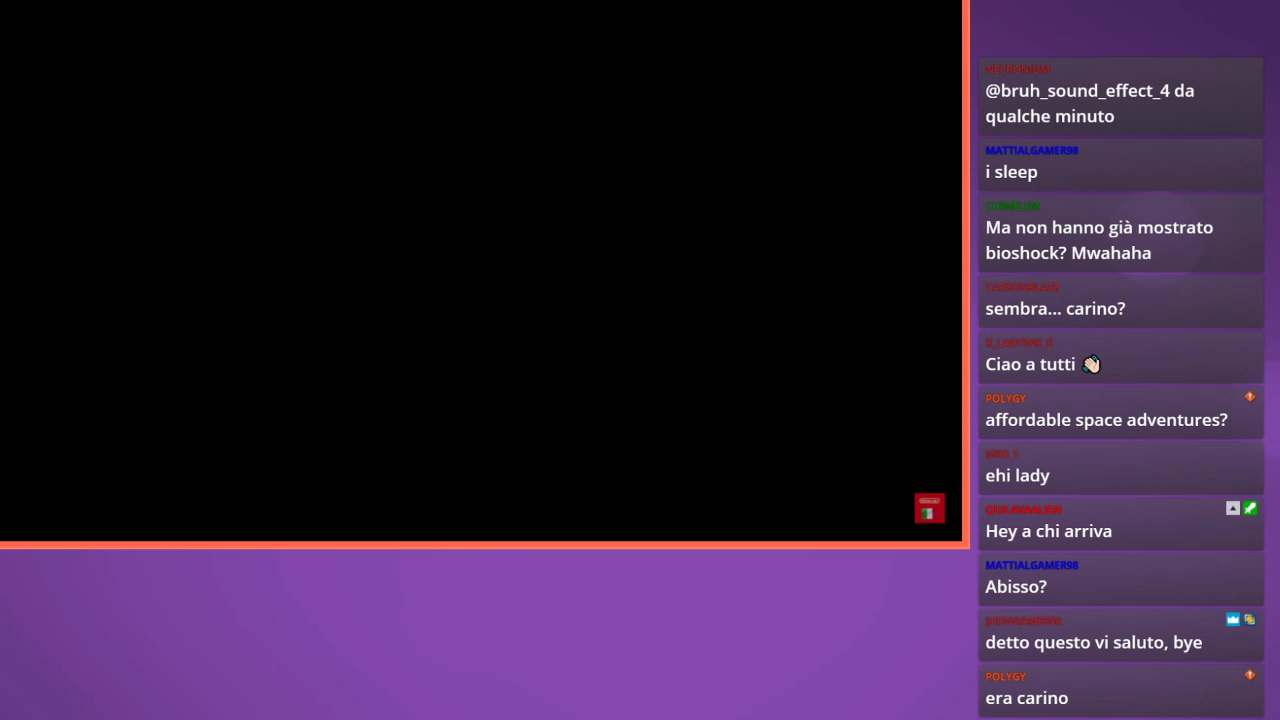 @bruh_sound_effect_4 da
qualche minuto
MATTIALGAMER98
i sleep
Ma non hanno già mostrato
bioshock? Mwahaha
sembra... carino?
Ciao a tutti
POLYGY
affordable space adventures?
ehi lady
Hey a chi arriva
MATTIALGAMER98
Abisso?
detto questo vi saluto, bye
POLYGY
era carino